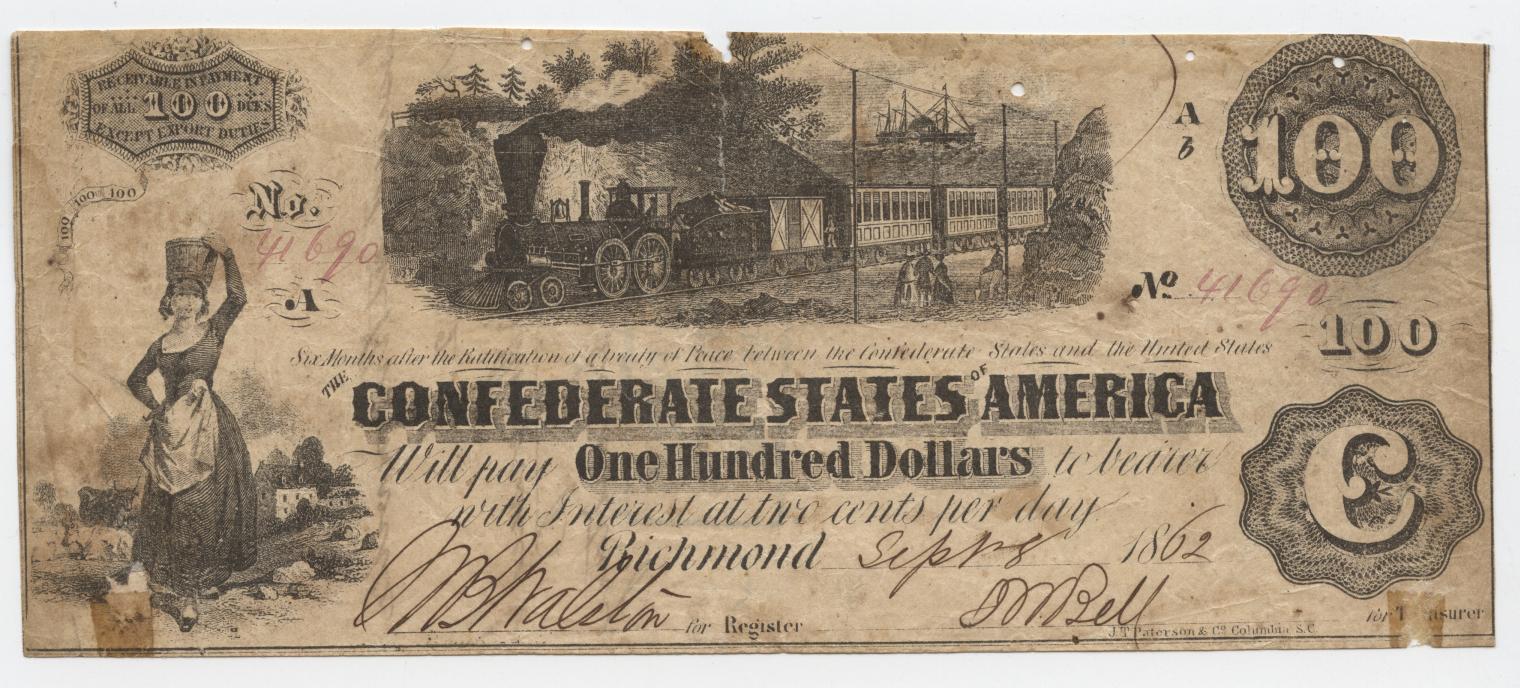 RECEIVABLE IN PAYMENT
OF ALL 100 DUES
EXCEPT EXPORT DUTIES
100 100 100
No.
41690
A
A
b
100
No 41690
100
Six Months after the Ratification of a treaty of Peace between the Confederate States and the United States
THE CONFEDERATE STATES OF AMERICA
Will pay One Hundred Dollars to bearer
with Interest at two cents per day
Richmond Sept 8 1862
C
for Register
J M Bell
for T asurer
J.T. Paterson & Co Columbia S.C.